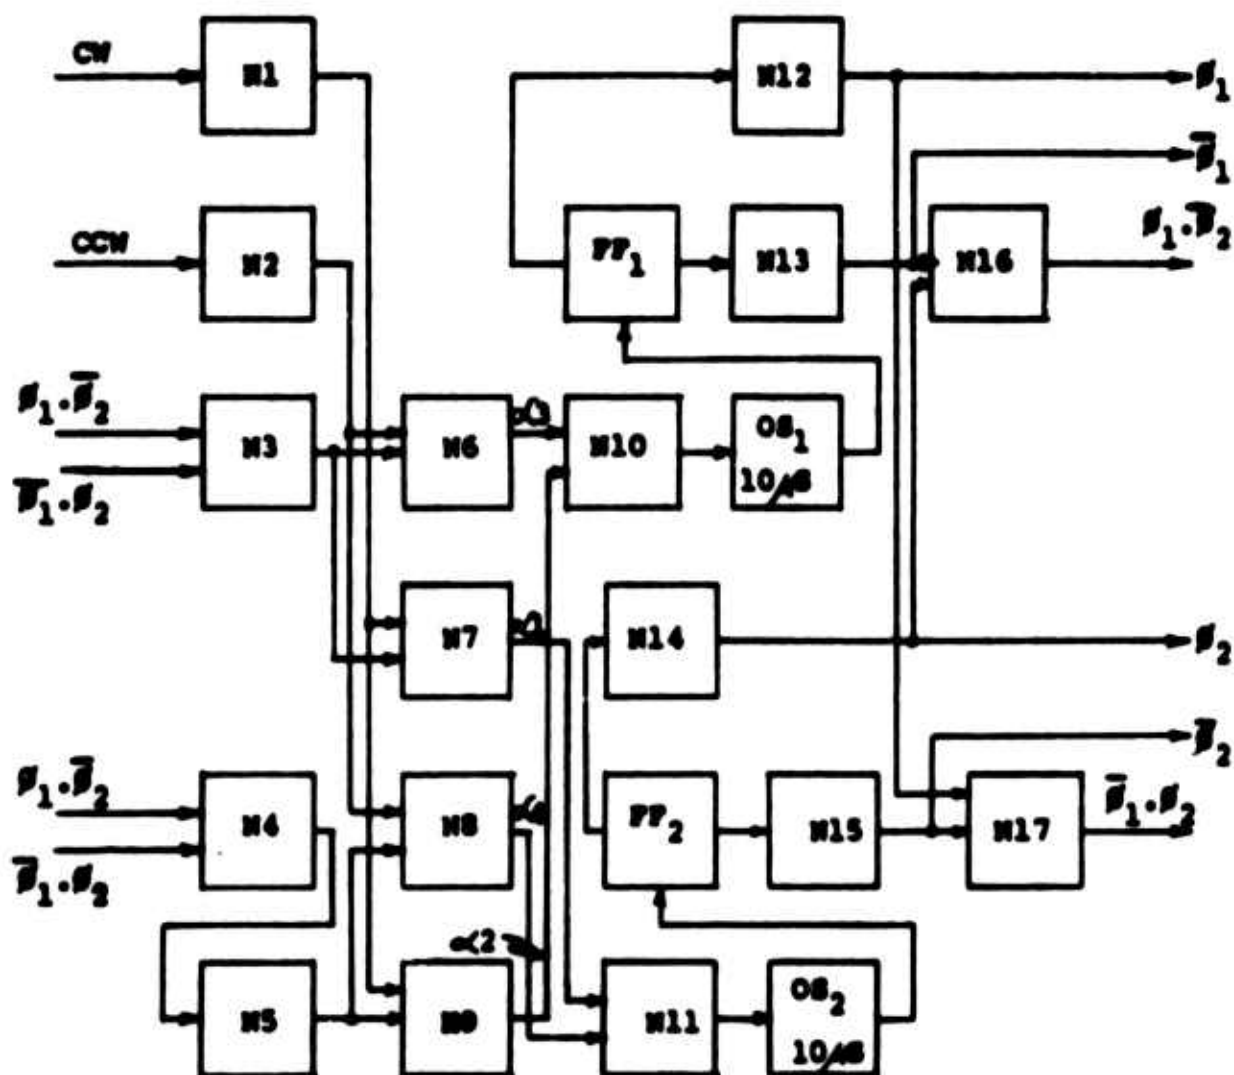 CW
N1
N12
ø₁
ø̅₁
CCW
N2
FF₁
N13
N16
ø₁.ø̅₂
ø₁.ø̅₂
N3
N6
α3
N10
OS₁
10μS
ø̅₁.ø₂
N7
N14
ø₂
ø̅₂
ø₁.ø̅₂
N4
N8
FF₂
N15
N17
ø̅₁.ø₂
ø̅₁.ø₂
α2
N5
N9
N11
OS₂
10μS